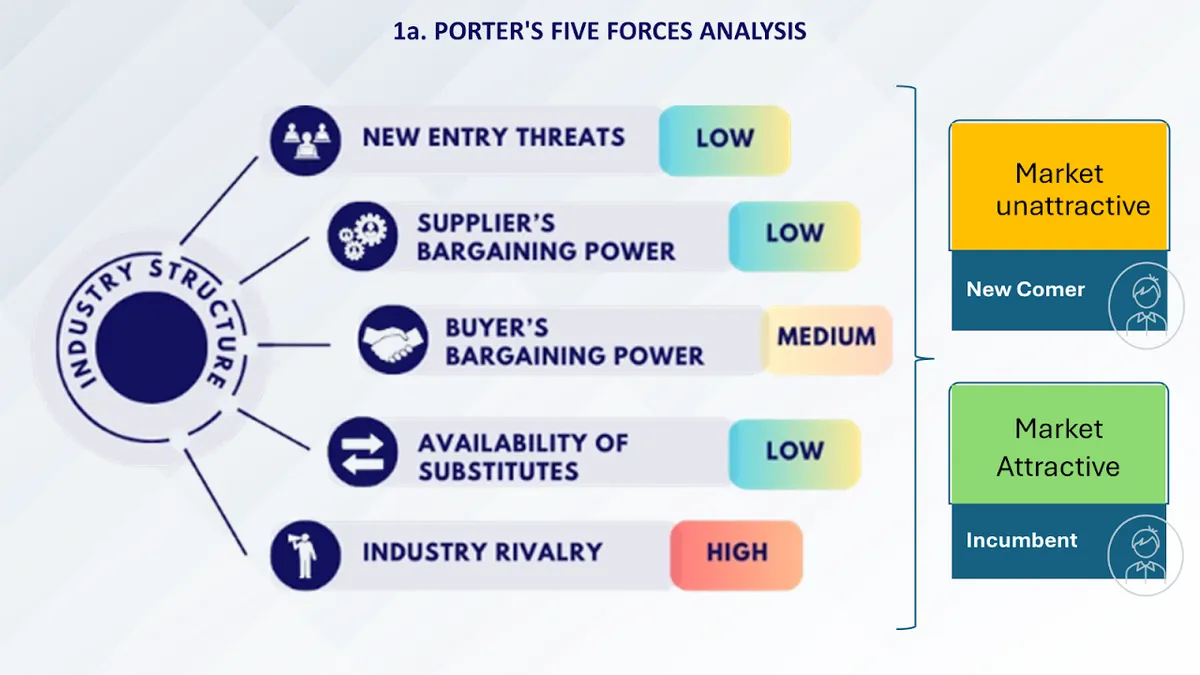 1a. PORTER'S FIVE FORCES ANALYSIS
INDUSTRY STRUCTURE
NEW ENTRY THREATS
LOW
SUPPLIER’S
BARGAINING POWER
LOW
BUYER’S
BARGAINING POWER
MEDIUM
AVAILABILITY OF
SUBSTITUTES
LOW
INDUSTRY RIVALRY
HIGH
Market
unattractive
New Comer
Market
Attractive
Incumbent